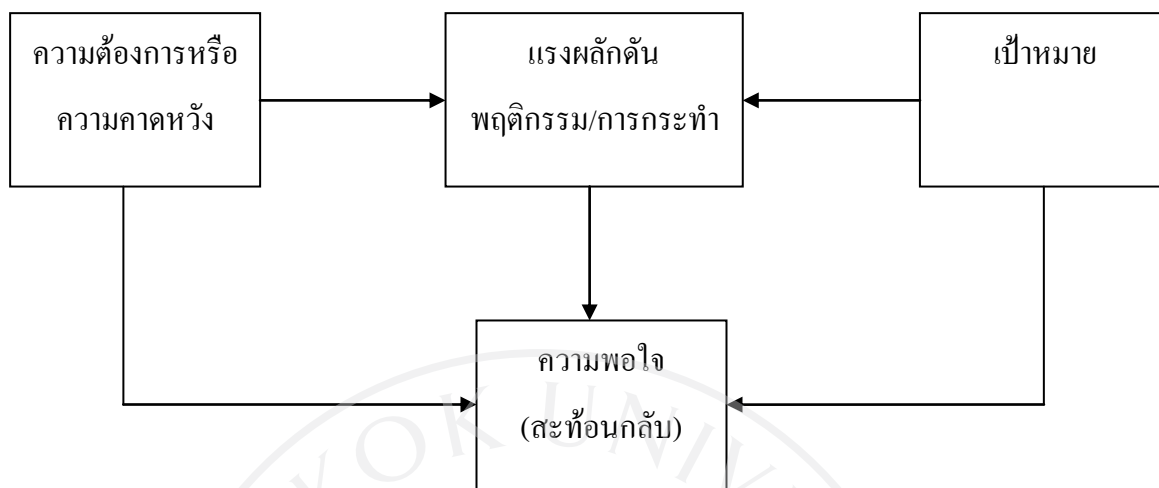 ความต้องการหรือ
ความคาดหวัง
แรงผลักดัน
พฤติกรรม/การกระทำ
เป้าหมาย
ความพอใจ
(สะท้อนกลับ)
KOK UNIV